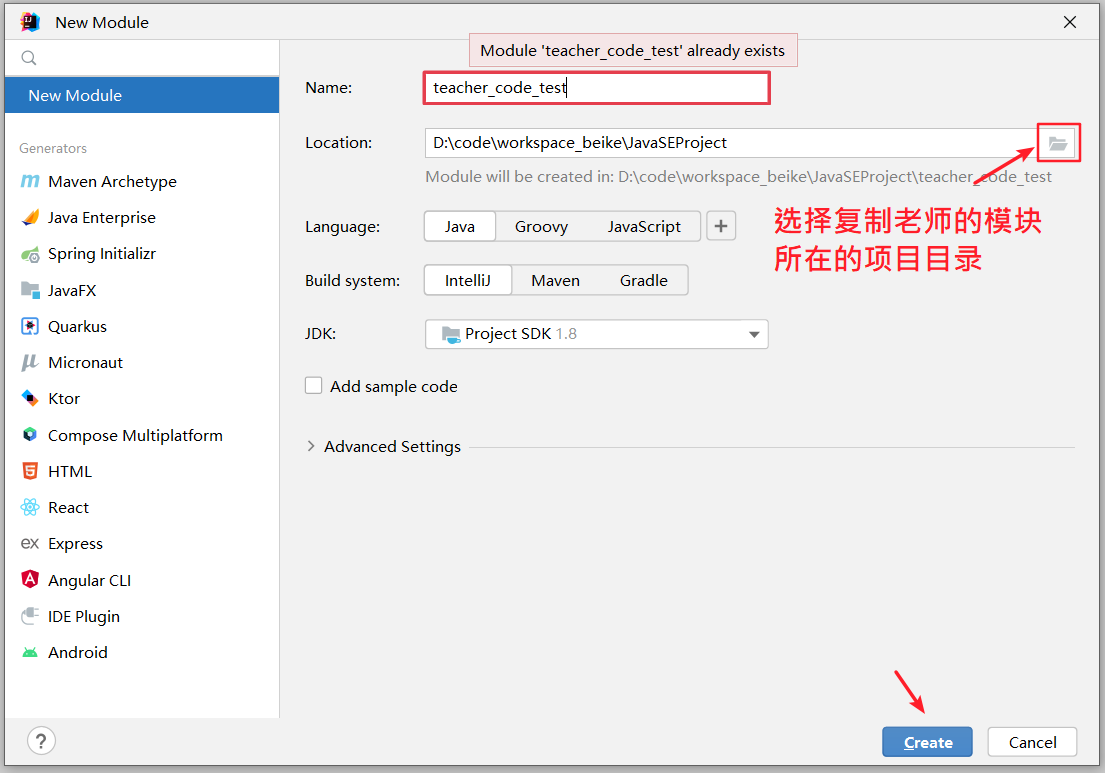 New Module
Module 'teacher_code_test' already exists
Name:
teacher_code_test
New Module
Location:
D:\code\workspace_beike\JavaSEProject
Module will be created in: D:\code\workspace_beike\JavaSEProject\teacher_code_test
选择复制老师的模块
所在的项目目录
Generators
Maven Archetype
Java Enterprise
Spring Initializr
JavaFX
Quarkus
Micronaut
Ktor
Compose Multiplatform
HTML
React
ex Express
Angular CLI
IDE Plugin
Android
Language:
Java Groovy JavaScript +
Build system:
IntelliJ Maven Gradle
JDK:
Project SDK 1.8
Add sample code
Advanced Settings
?
Create
Cancel